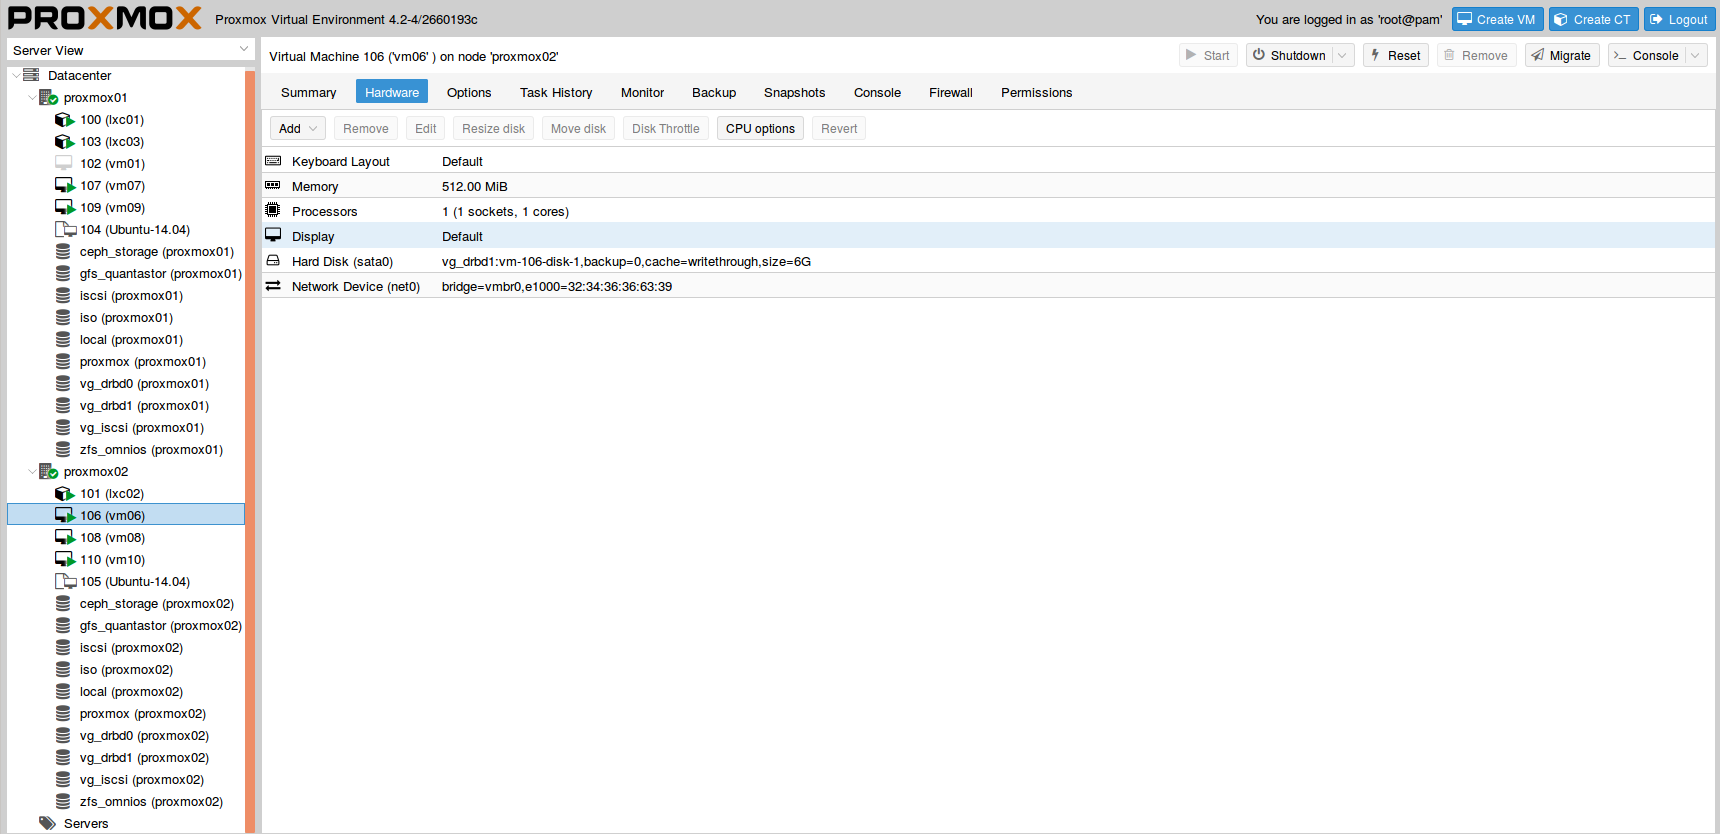 PROXMOX Proxmox Virtual Environment 4.2-4/2660193c You are logged in as 'root@pam' Create VM Create CT Logout
Server View
Datacenter
proxmox01
100 (lxc01)
103 (lxc03)
102 (vm01)
107 (vm07)
109 (vm09)
104 (Ubuntu-14.04)
ceph_storage (proxmox01)
gfs_quantastor (proxmox01)
iscsi (proxmox01)
iso (proxmox01)
local (proxmox01)
proxmox (proxmox01)
vg_drbd0 (proxmox01)
vg_drbd1 (proxmox01)
vg_iscsi (proxmox01)
zfs_omnios (proxmox01)
proxmox02
101 (lxc02)
106 (vm06)
108 (vm08)
110 (vm10)
105 (Ubuntu-14.04)
ceph_storage (proxmox02)
gfs_quantastor (proxmox02)
iscsi (proxmox02)
iso (proxmox02)
local (proxmox02)
proxmox (proxmox02)
vg_drbd0 (proxmox02)
vg_drbd1 (proxmox02)
vg_iscsi (proxmox02)
zfs_omnios (proxmox02)
Servers
Virtual Machine 106 ('vm06' ) on node 'proxmox02' Start Shutdown Reset Remove Migrate Console
Summary Hardware Options Task History Monitor Backup Snapshots Console Firewall Permissions
Add Remove Edit Resize disk Move disk Disk Throttle CPU options Revert
Keyboard Layout Default
Memory 512.00 MiB
Processors 1 (1 sockets, 1 cores)
Display Default
Hard Disk (sata0) vg_drbd1:vm-106-disk-1,backup=0,cache=writethrough,size=6G
Network Device (net0) bridge=vmbr0,e1000=32:34:36:36:63:39